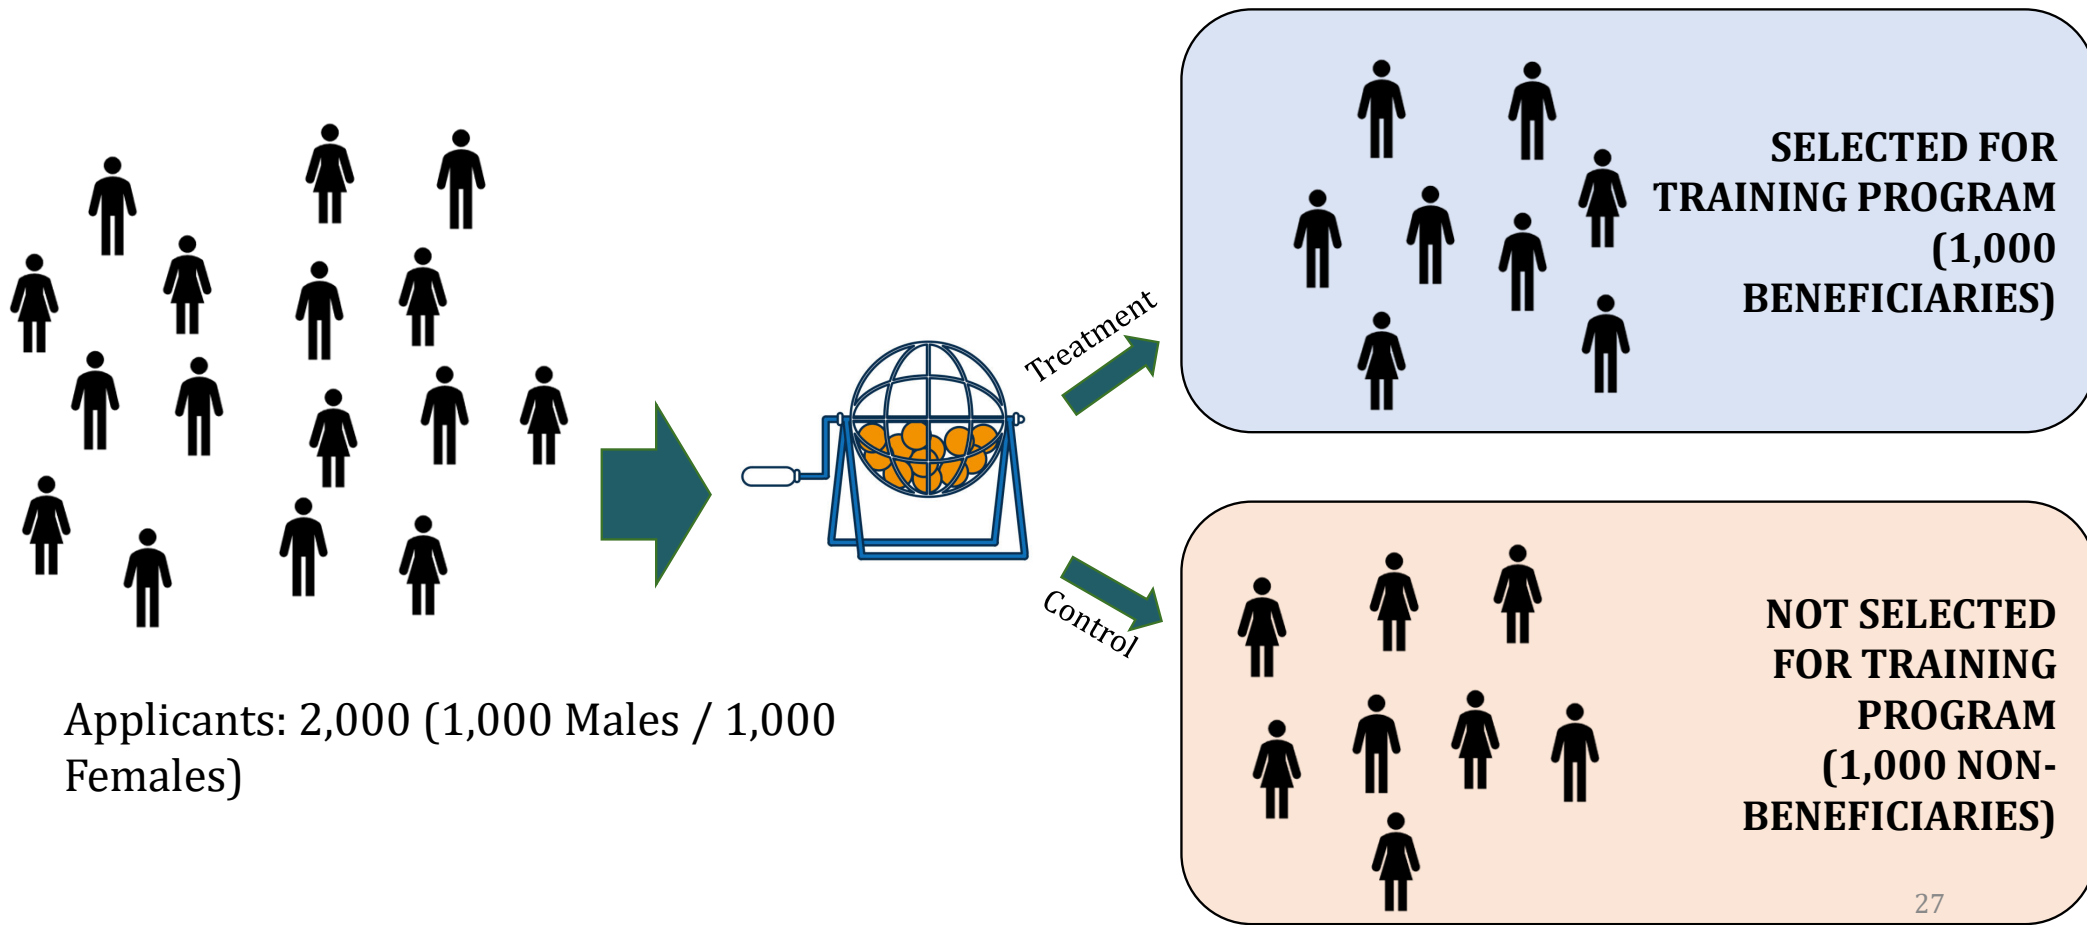 Applicants: 2,000 (1,000 Males / 1,000
Females)
Treatment
Control
SELECTED FOR
TRAINING PROGRAM
(1,000
BENEFICIARIES)
NOT SELECTED
FOR TRAINING
PROGRAM
(1,000 NON-
BENEFICIARIES)
27